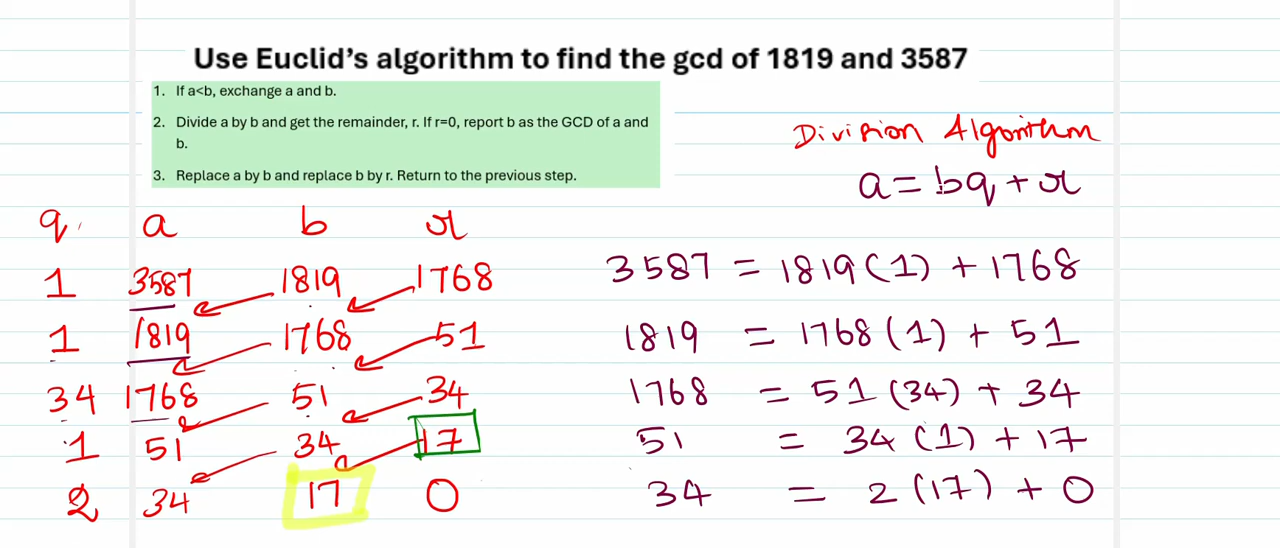 Use Euclid's algorithm to find the gcd of 1819 and 3587
1. If a<b, exchange a and b.
2. Divide a by b and get the remainder, r. If r=0, report b as the GCD of a and
b.
3. Replace a by b and replace b by r. Return to the previous step.
Division Algorithm
a = bq + r
q a b r
1 3587 1819 1768
1 1819 1768 51
34 1768 51 34
1 51 34 17
2 34 17 0
3587 = 1819 (1) + 1768
1819 = 1768 (1) + 51
1768 = 51 (34) + 34
51 = 34 (1) + 17
34 = 2 (17) + 0